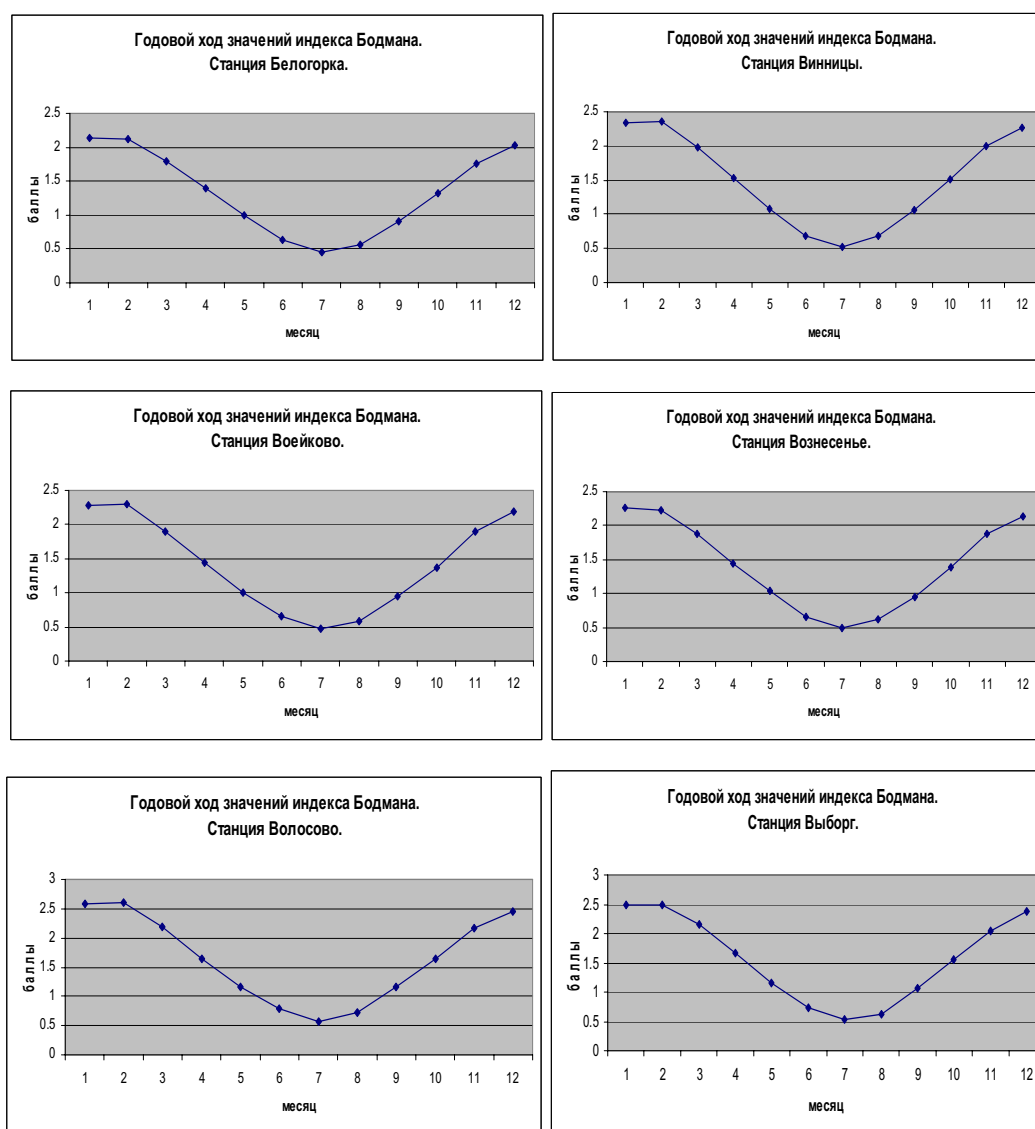 Годовой ход значений индекса Бодмана.
Станция Белогорка.
2.5
2
1.5
1
0.5
0
баллы
1 2 3 4 5 6 7 8 9 10 11 12
месяц
Годовой ход значений индекса Бодмана.
Станция Винницы.
2.5
2
1.5
1
0.5
0
баллы
1 2 3 4 5 6 7 8 9 10 11 12
месяц
Годовой ход значений индекса Бодмана.
Станция Воейково.
2.5
2
1.5
1
0.5
0
баллы
1 2 3 4 5 6 7 8 9 10 11 12
месяц
Годовой ход значений индекса Бодмана.
Станция Вознесенье.
2.5
2
1.5
1
0.5
0
баллы
1 2 3 4 5 6 7 8 9 10 11 12
месяц
Годовой ход значений индекса Бодмана.
Станция Волосово.
3
2.5
2
1.5
1
0.5
0
баллы
1 2 3 4 5 6 7 8 9 10 11 12
месяц
Годовой ход значений индекса Бодмана.
Станция Выборг.
3
2.5
2
1.5
1
0.5
0
баллы
1 2 3 4 5 6 7 8 9 10 11 12
месяц